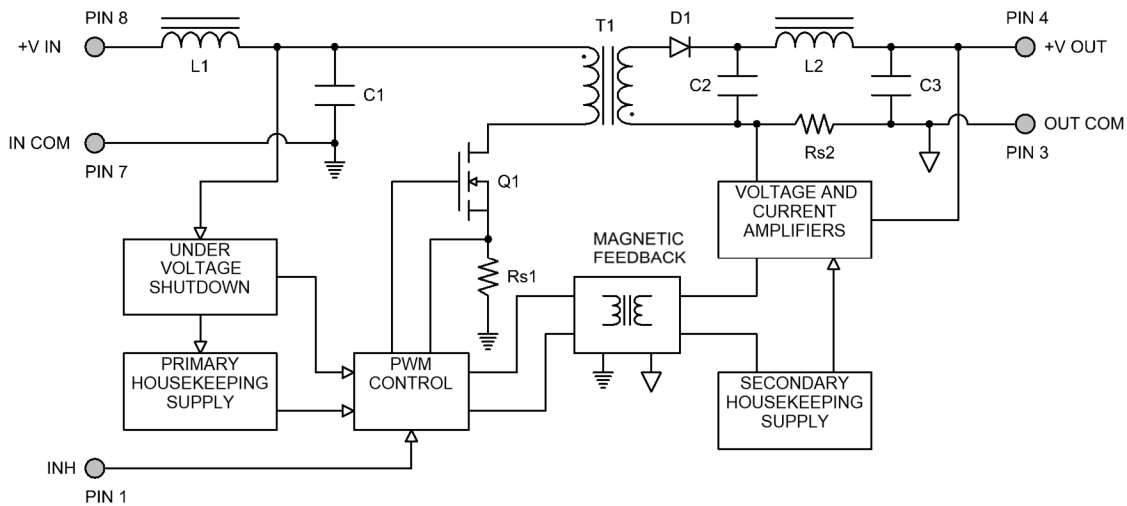 PIN 8
+V IN
L1
C1
IN COM
PIN 7
T1
D1
C2
L2
C3
PIN 4
+V OUT
OUT COM
PIN 3
Rs2
Q1
Rs1
UNDER
VOLTAGE
SHUTDOWN
PRIMARY
HOUSEKEEPING
SUPPLY
PWM
CONTROL
MAGNETIC
FEEDBACK
VOLTAGE AND
CURRENT
AMPLIFIERS
SECONDARY
HOUSEKEEPING
SUPPLY
INH
PIN 1